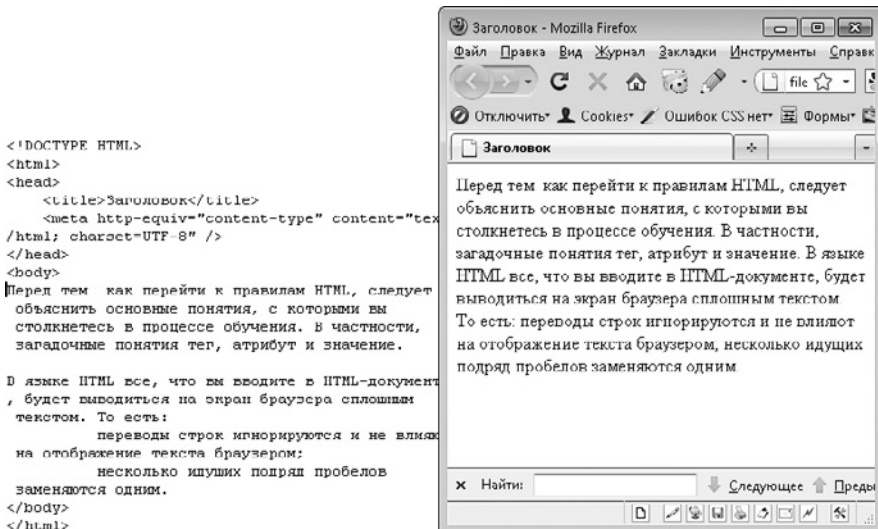 <!DOCTYPE HTML>
<html>
<head>
<title>Заголовок</title>
<meta http-equiv="content-type" content="tex
/html; charset=UTF-8" />
</head>
<body>
Перед тем как перейти к правилам HTML, следует
объяснить основные понятия, с которыми вы
столкнетесь в процессе обучения. В частности,
загадочные понятия тег, атрибут и значение.
В языке HTML все, что вы вводите в HTML-документ
, будет выводиться на экран браузера сплошным
текстом. То есть:
переводы строк игнорируются и не влияю
на отображение текста браузером;
несколько идущих подряд пробелов
заменяются одним.
</body>
</html>
Заголовок - Mozilla Firefox
Файл Правка Вид Журнал Закладки Инструменты Справк
file
Отключить Cookies Ошибок CSS нет Формы
Заголовок
Перед тем как перейти к правилам HTML, следует
объяснить основные понятия, с которыми вы
столкнетесь в процессе обучения. В частности,
загадочные понятия тег, атрибут и значение. В языке
HTML все, что вы вводите в HTML-документе, будет
выводиться на экран браузера сплошным текстом.
То есть: переводы строк игнорируются и не влияют
на отображение текста браузером, несколько идущих
подряд пробелов заменяются одним.
× Найти: Следующее Преды